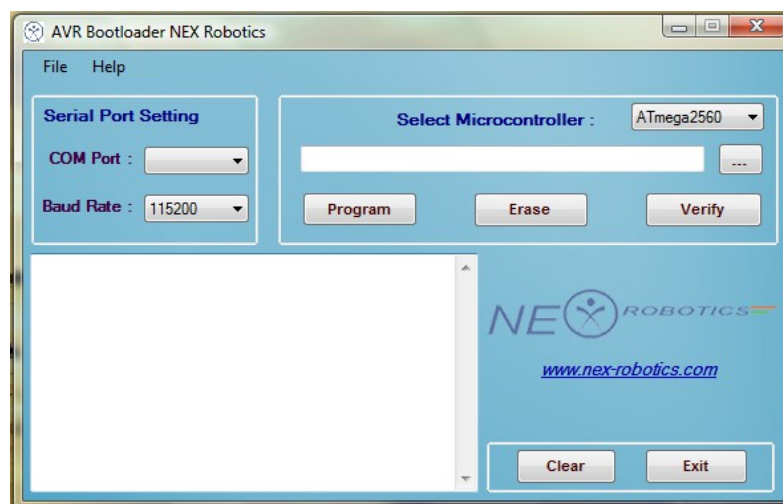 AVR Bootloader NEX Robotics
File Help
Serial Port Setting
COM Port :
Baud Rate : 115200
Select Microcontroller : ATmega2560
...
Program Erase Verify
NEX ROBOTICS
www.nex-robotics.com
Clear Exit